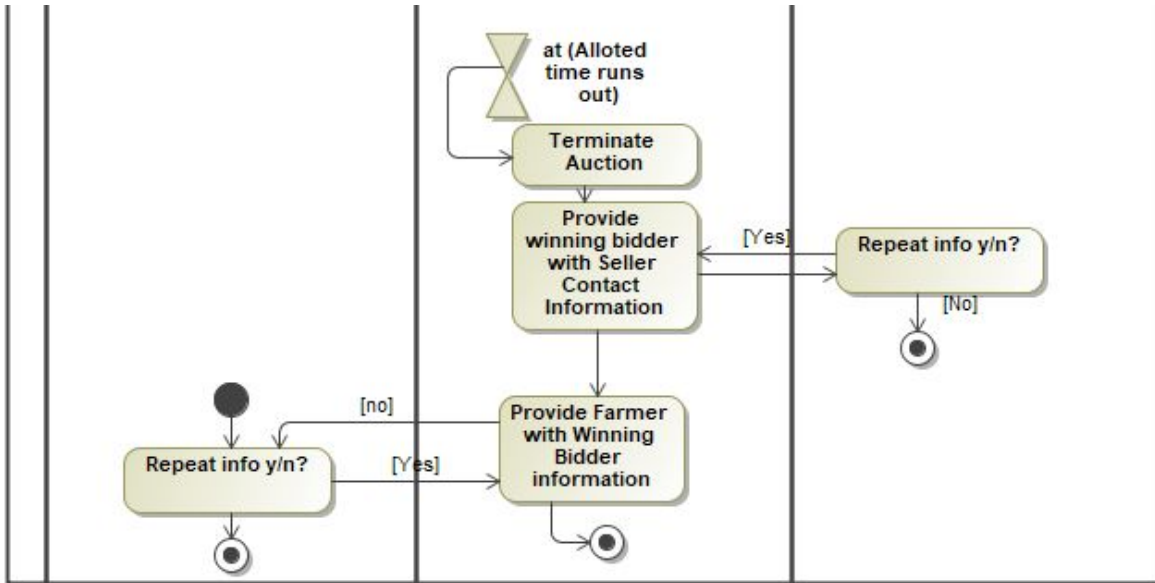 at (Alloted
time runs
out)
Terminate
Auction
Provide
winning bidder
with Seller
Contact
Information
[Yes]
Repeat info y/n?
[No]
[no]
Provide Farmer
with Winning
Bidder
information
Repeat info y/n?
[Yes]